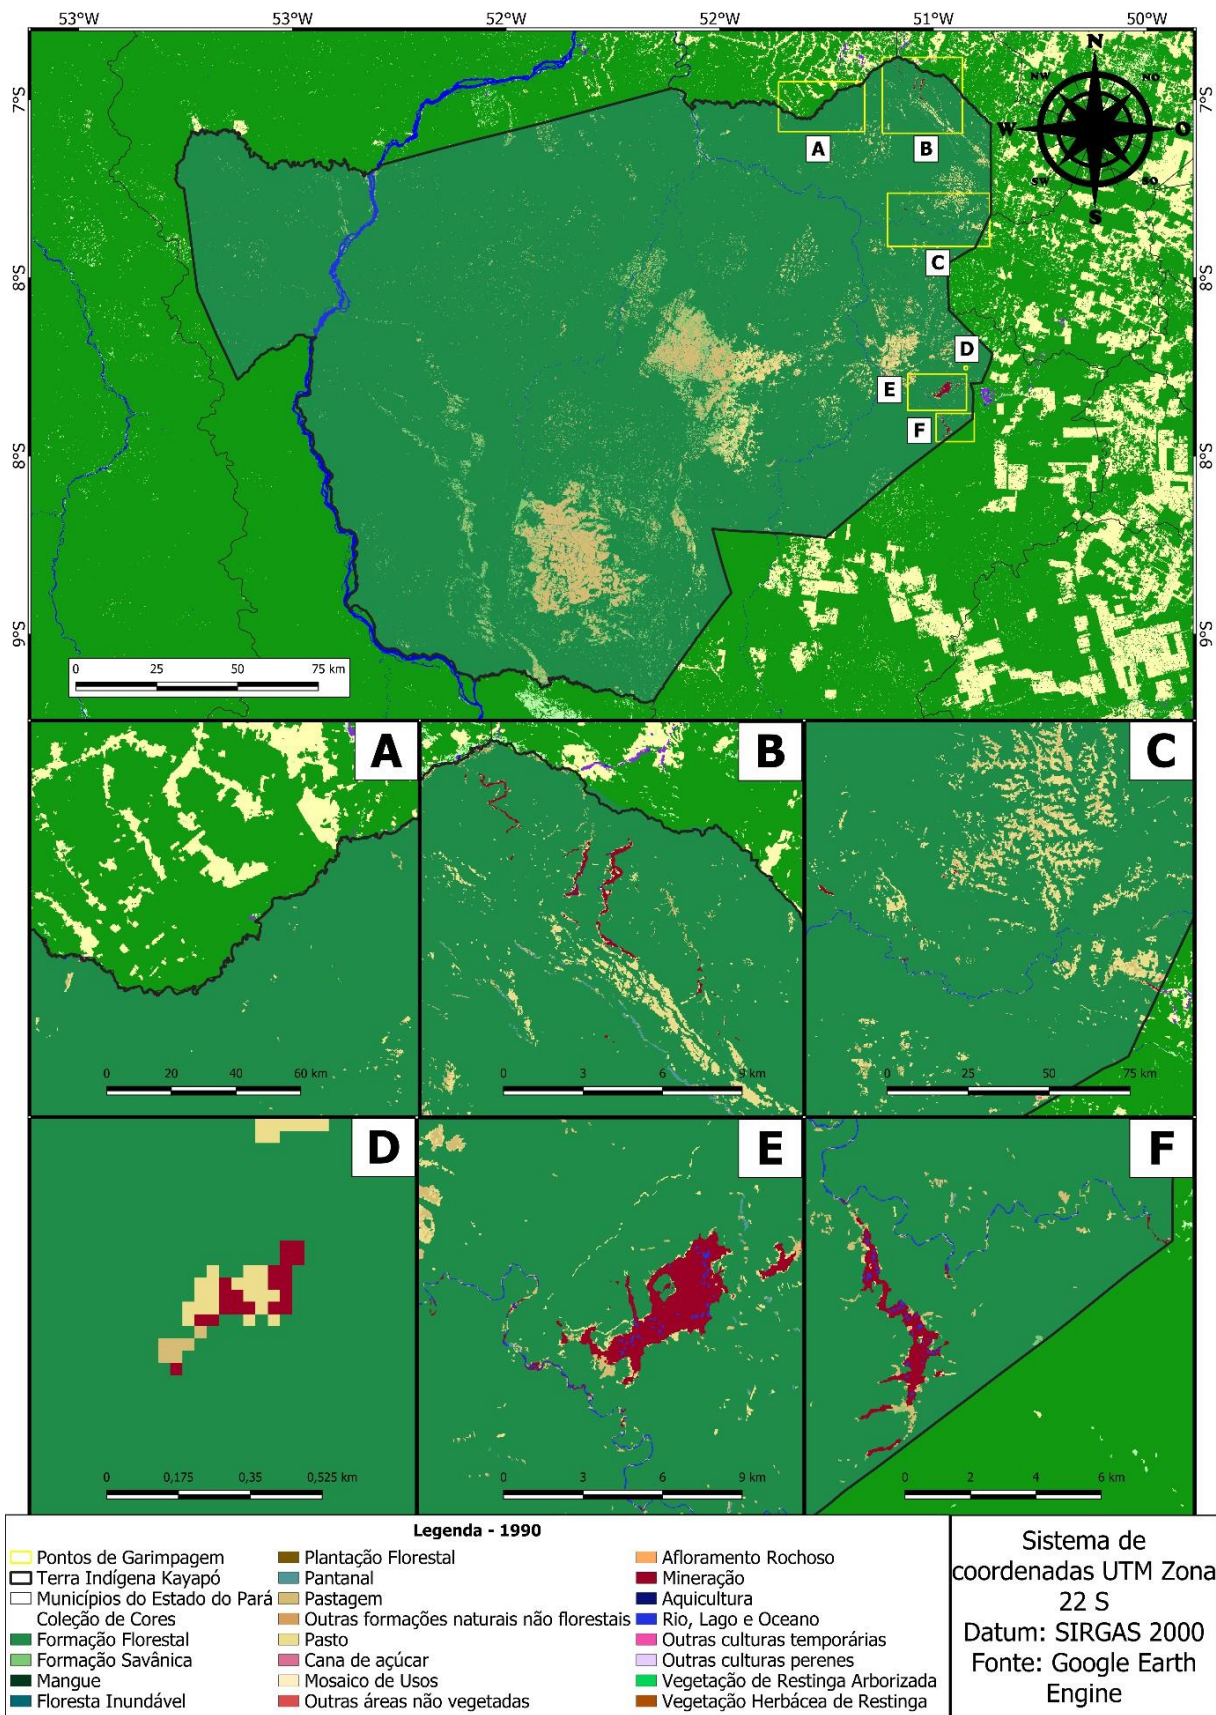 53°W 53°W 52°W 52°W 51°W 50°W
N
NW NO
W O
SW SO
S
7°S 7°S
A B
C
8°S 8°S
D
E
F
8°S 8°S
9°S 9°S
0 25 50 75 km
A B C
0 20 40 60 km
0 3 6 9 km
0 25 50 75 km
D E F
0 0,175 0,35 0,525 km
0 3 6 9 km
0 2 4 6 km
Legenda - 1990
Pontos de Garimpagem
Terra Indígena Kayapó
Municípios do Estado do Pará
Coleção de Cores
Formação Florestal
Formação Savânica
Mangue
Floresta Inundável
Plantação Florestal
Pantanal
Pastagem
Outras formações naturais não florestais
Pasto
Cana de açúcar
Mosaico de Usos
Outras áreas não vegetadas
Afloramento Rochoso
Mineração
Aquicultura
Rio, Lago e Oceano
Outras culturas temporárias
Outras culturas perenes
Vegetação de Restinga Arborizada
Vegetação Herbácea de Restinga
Sistema de
coordenadas UTM Zona
22 S
Datum: SIRGAS 2000
Fonte: Google Earth
Engine